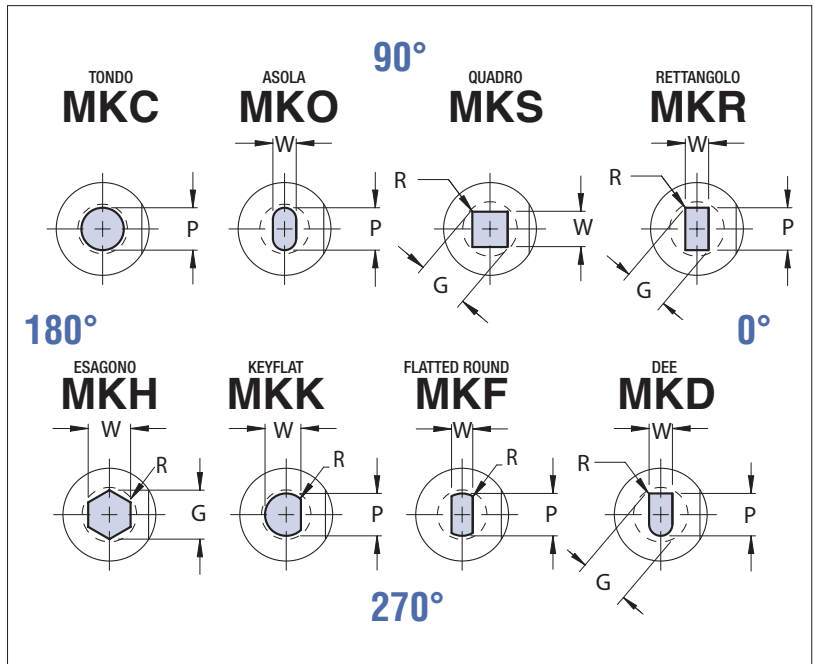 90°
TONDO ASOLA QUADRO RETTANGOLO
MKC MKO MKS MKR
W W
R R
P P W P
G G
180° 0°
ESAGONO KEYFLAT FLATTED ROUND DEE
MKH MKK MKF MKD
W W W W
R R R R
G P P P
G
270°